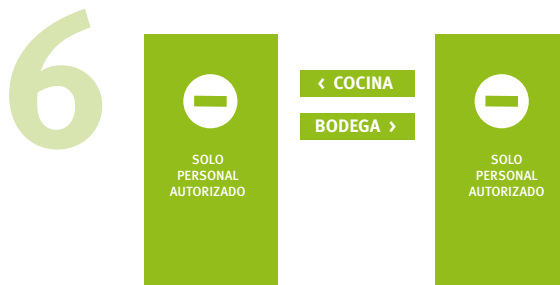 6
SOLO
PERSONAL
AUTORIZADO
‹ COCINA
BODEGA ›
SOLO
PERSONAL
AUTORIZADO